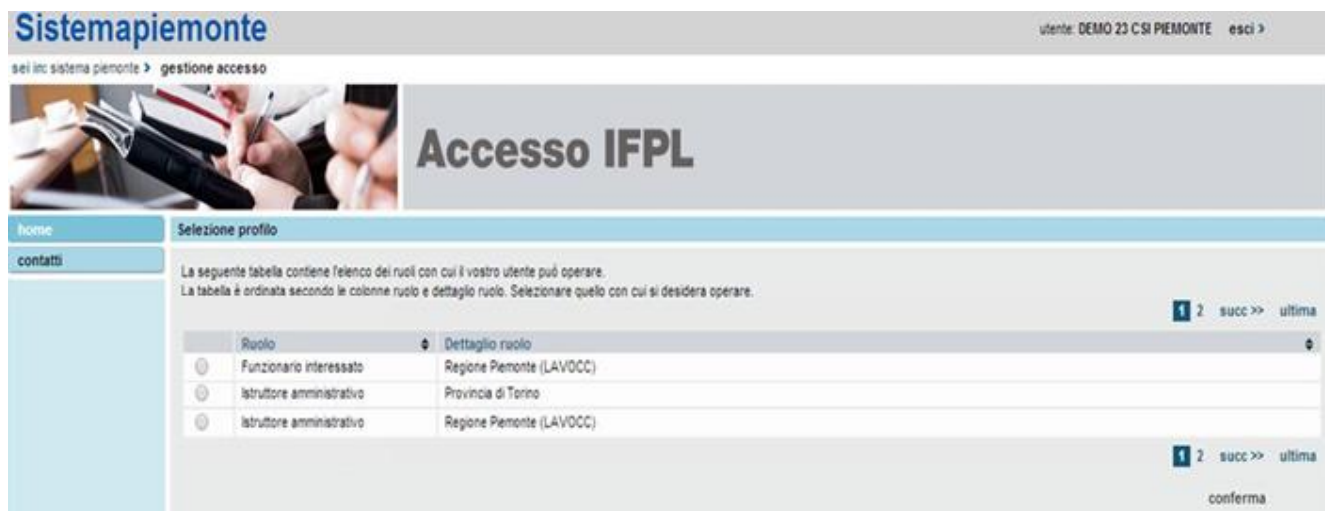 Sistemapiemonte
utente: DEMO 23 CSI PIEMONTE esci >
sei in: sistema piemonte > gestione accesso
Accesso IFPL
home
Selezione profilo
contatti
La seguente tabella contiene l'elenco dei ruoli con cui il vostro utente può operare.
La tabella è ordinata secondo le colonne ruolo e dettaglio ruolo. Selezionare quello con cui si desidera operare.
1 2 succ >> ultima
Ruolo Dettaglio ruolo
Funzionario interessato Regione Piemonte (LAVOCC)
Istruttore amministrativo Provincia di Torino
Istruttore amministrativo Regione Piemonte (LAVOCC)
1 2 succ >> ultima
conferma